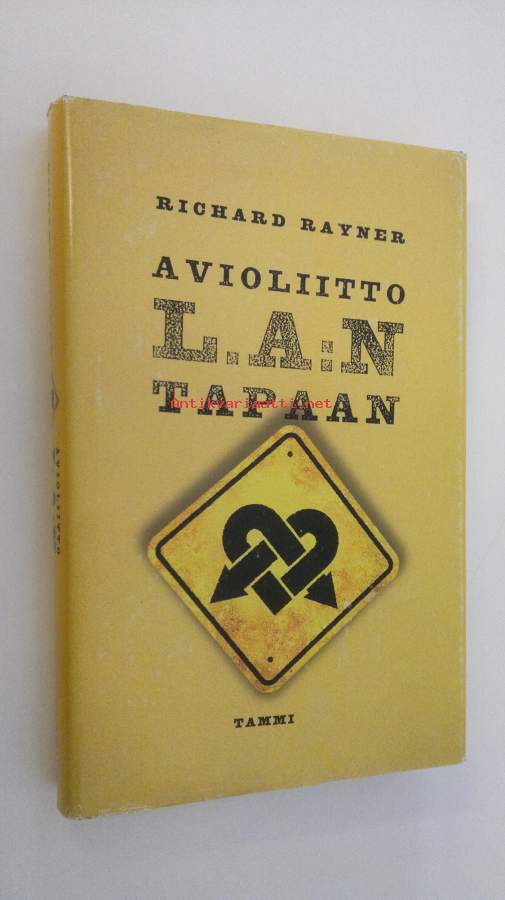 RICHARD RAYNER
AVIOLIITTO
L.A:N
TAPAAN
Antikvariaatti.net
TAMMI